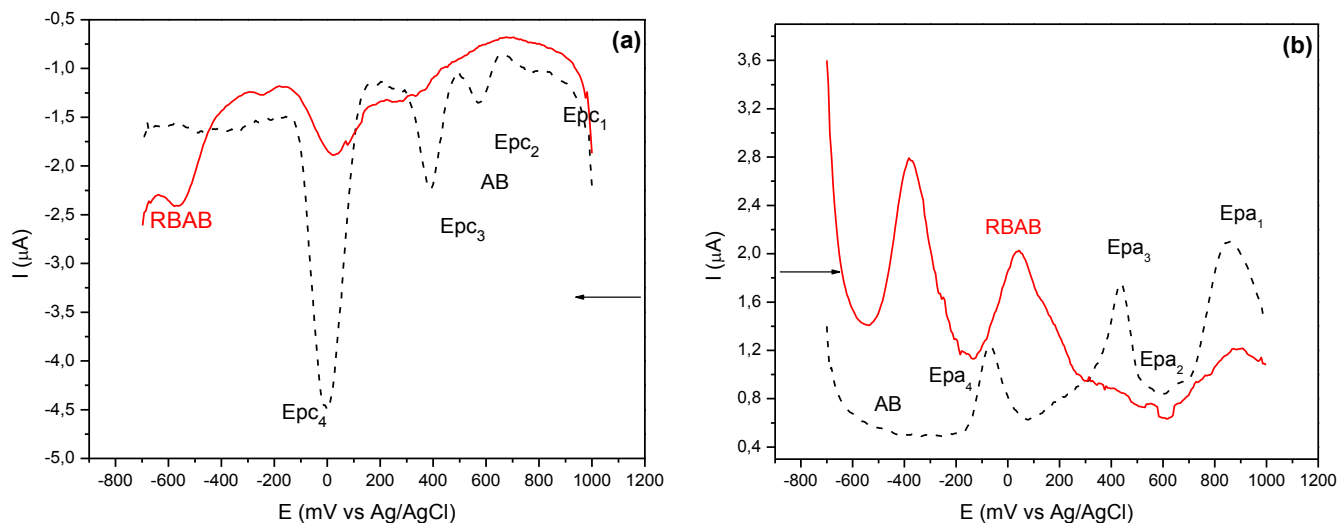 (a)
-0,5
-1,0
-1,5
-2,0
-2,5
-3,0
-3,5
-4,0
-4,5
-5,0
I (μA)
Epc1
Epc2
AB
RBAB
Epc3
Epc4
-800 -600 -400 -200 0 200 400 600 800 1000 1200
E (mV vs Ag/AgCl)
(b)
3,6
3,2
2,8
2,4
2,0
1,6
1,2
0,8
0,4
I (μA)
RBAB
Epa1
Epa3
Epa2
Epa4
AB
-800 -600 -400 -200 0 200 400 600 800 1000 1200
E (mV vs Ag/AgCl)